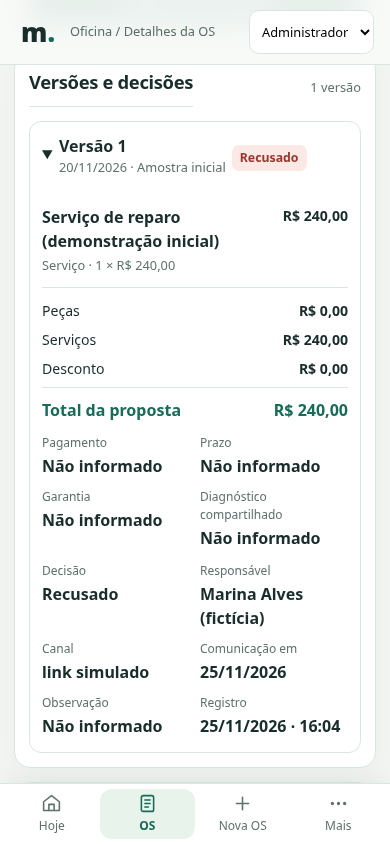 m.
Oficina / Detalhes da OS
Administrador
Versões e decisões
1 versão
Versão 1
20/11/2026 · Amostra inicial
Recusado
Serviço de reparo
(demonstração inicial)
R$ 240,00
Serviço · 1 × R$ 240,00
Peças
R$ 0,00
Serviços
R$ 240,00
Desconto
R$ 0,00
Total da proposta
R$ 240,00
Pagamento
Não informado
Prazo
Não informado
Garantia
Não informado
Diagnóstico
compartilhado
Não informado
Decisão
Recusado
Responsável
Marina Alves
(fictícia)
Canal
link simulado
Comunicação em
25/11/2026
Observação
Não informado
Registro
25/11/2026 · 16:04
Hoje
OS
Nova OS
Mais